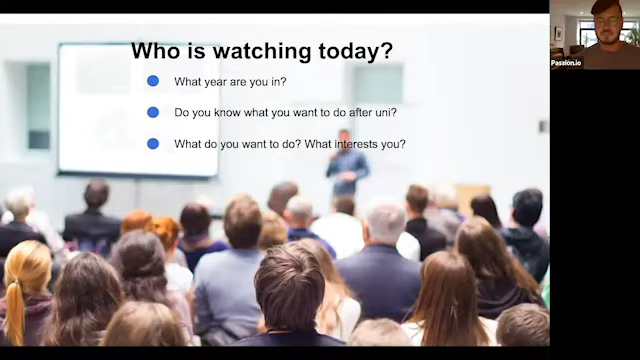 Who is watching today?
What year are you in?
Do you know what you want to do after uni?
What do you want to do? What interests you?
Passion.io